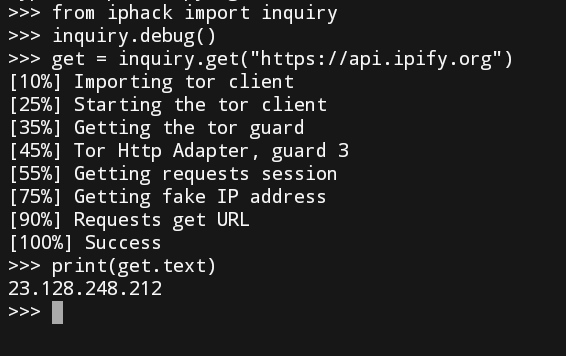 >>> from iphack import inquiry
>>> inquiry.debug()
>>> get = inquiry.get("https://api.ipify.org")
[10%] Importing tor client
[25%] Starting the tor client
[35%] Getting the tor guard
[45%] Tor Http Adapter, guard 3
[55%] Getting requests session
[75%] Getting fake IP address
[90%] Requests get URL
[100%] Success
>>> print(get.text)
23.128.248.212
>>>